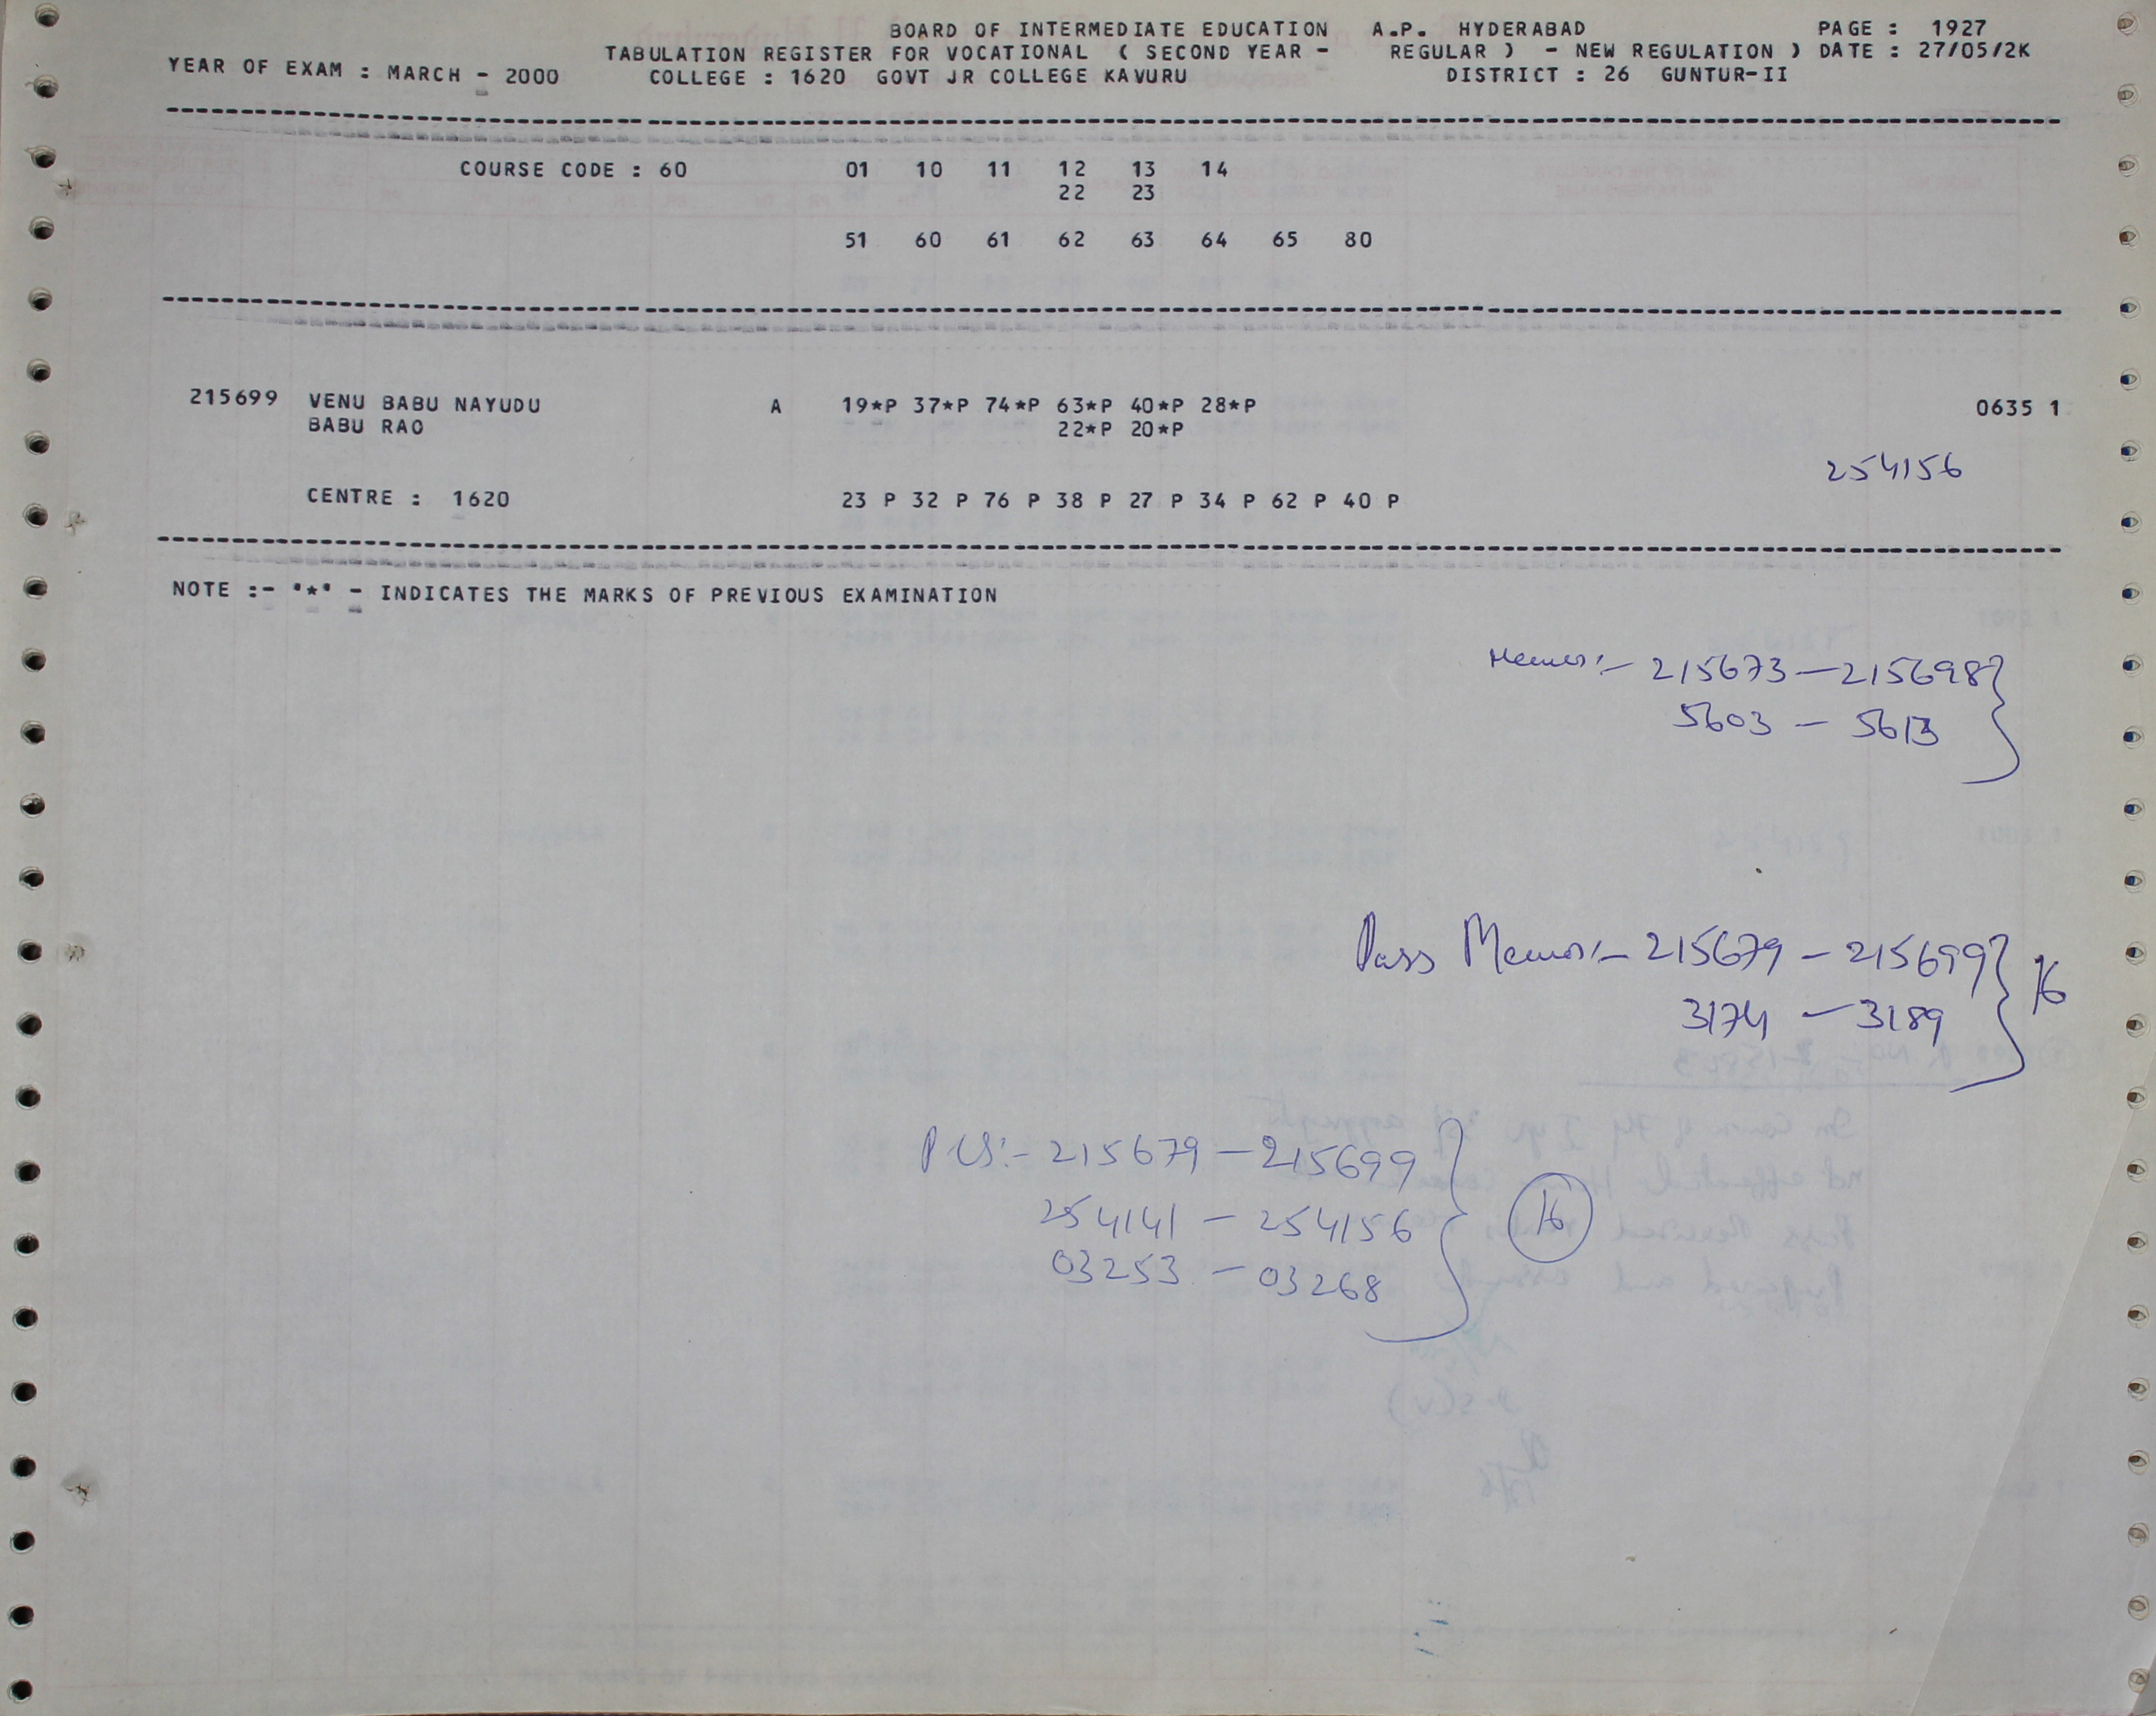 BOARD OF INTERMEDIATE EDUCATION A.P. HYDERABAD PAGE : 1927
TABULATION REGISTER FOR VOCATIONAL ( SECOND YEAR - REGULAR ) - NEW REGULATION ) DATE : 27/05/2K
YEAR OF EXAM : MARCH - 2000 COLLEGE : 1620 GOVT JR COLLEGE KAVURU DISTRICT : 26 GUNTUR-II
COURSE CODE : 60 01 10 11 12 13 14
22 23
51 60 61 62 63 64 65 80
215699 VENU BABU NAYUDU A 19*P 37*P 74*P 63*P 40*P 28*P 0635 1
BABU RAO 22*P 20*P
254156
CENTRE : 1620 23 P 32 P 76 P 38 P 27 P 34 P 62 P 40 P
NOTE :- "*" - INDICATES THE MARKS OF PREVIOUS EXAMINATION
Memos:- 215673 - 215698}
5603 - 5613
Pass Memos:- 215679 - 215699} 16
3174 - 3189
PCs:- 215679 - 215699
254141 - 254156 } 16
03253 - 03268